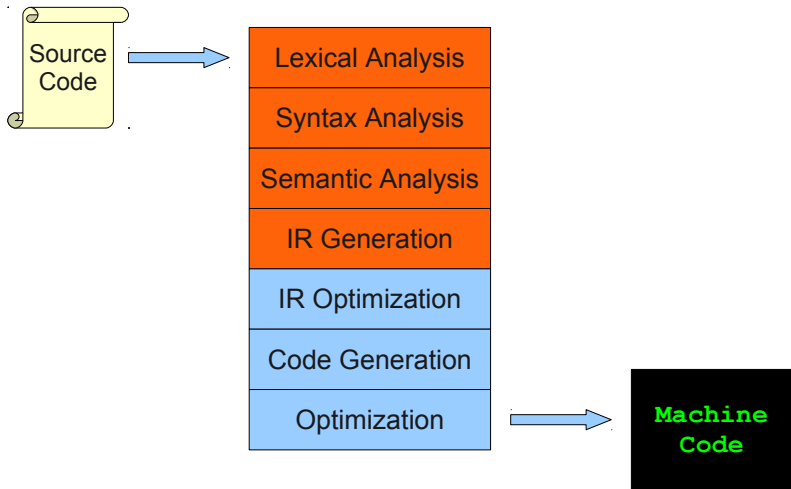 Source
Code
Lexical Analysis
Syntax Analysis
Semantic Analysis
IR Generation
IR Optimization
Code Generation
Optimization
Machine
Code